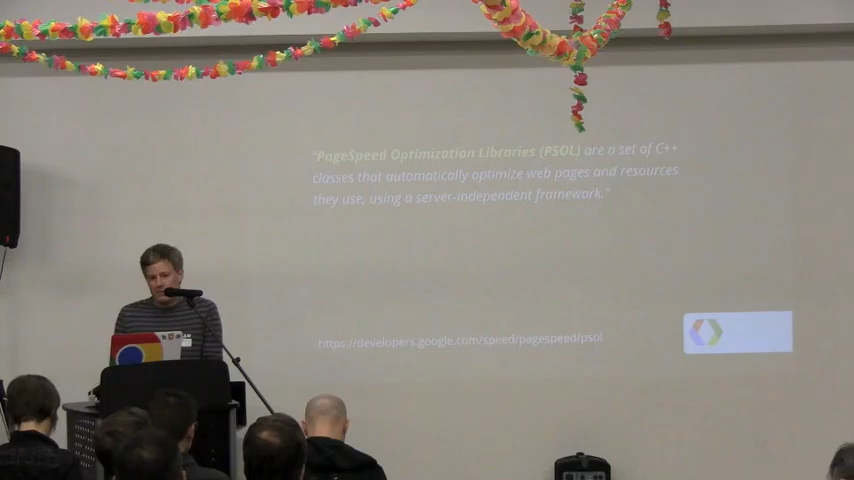 "PageSpeed Optimization Libraries (PSOL) are a set of C++
classes that automatically optimize web pages and resources
they use, using a server-independent framework."
https://developers.google.com/speed/pagespeed/psol